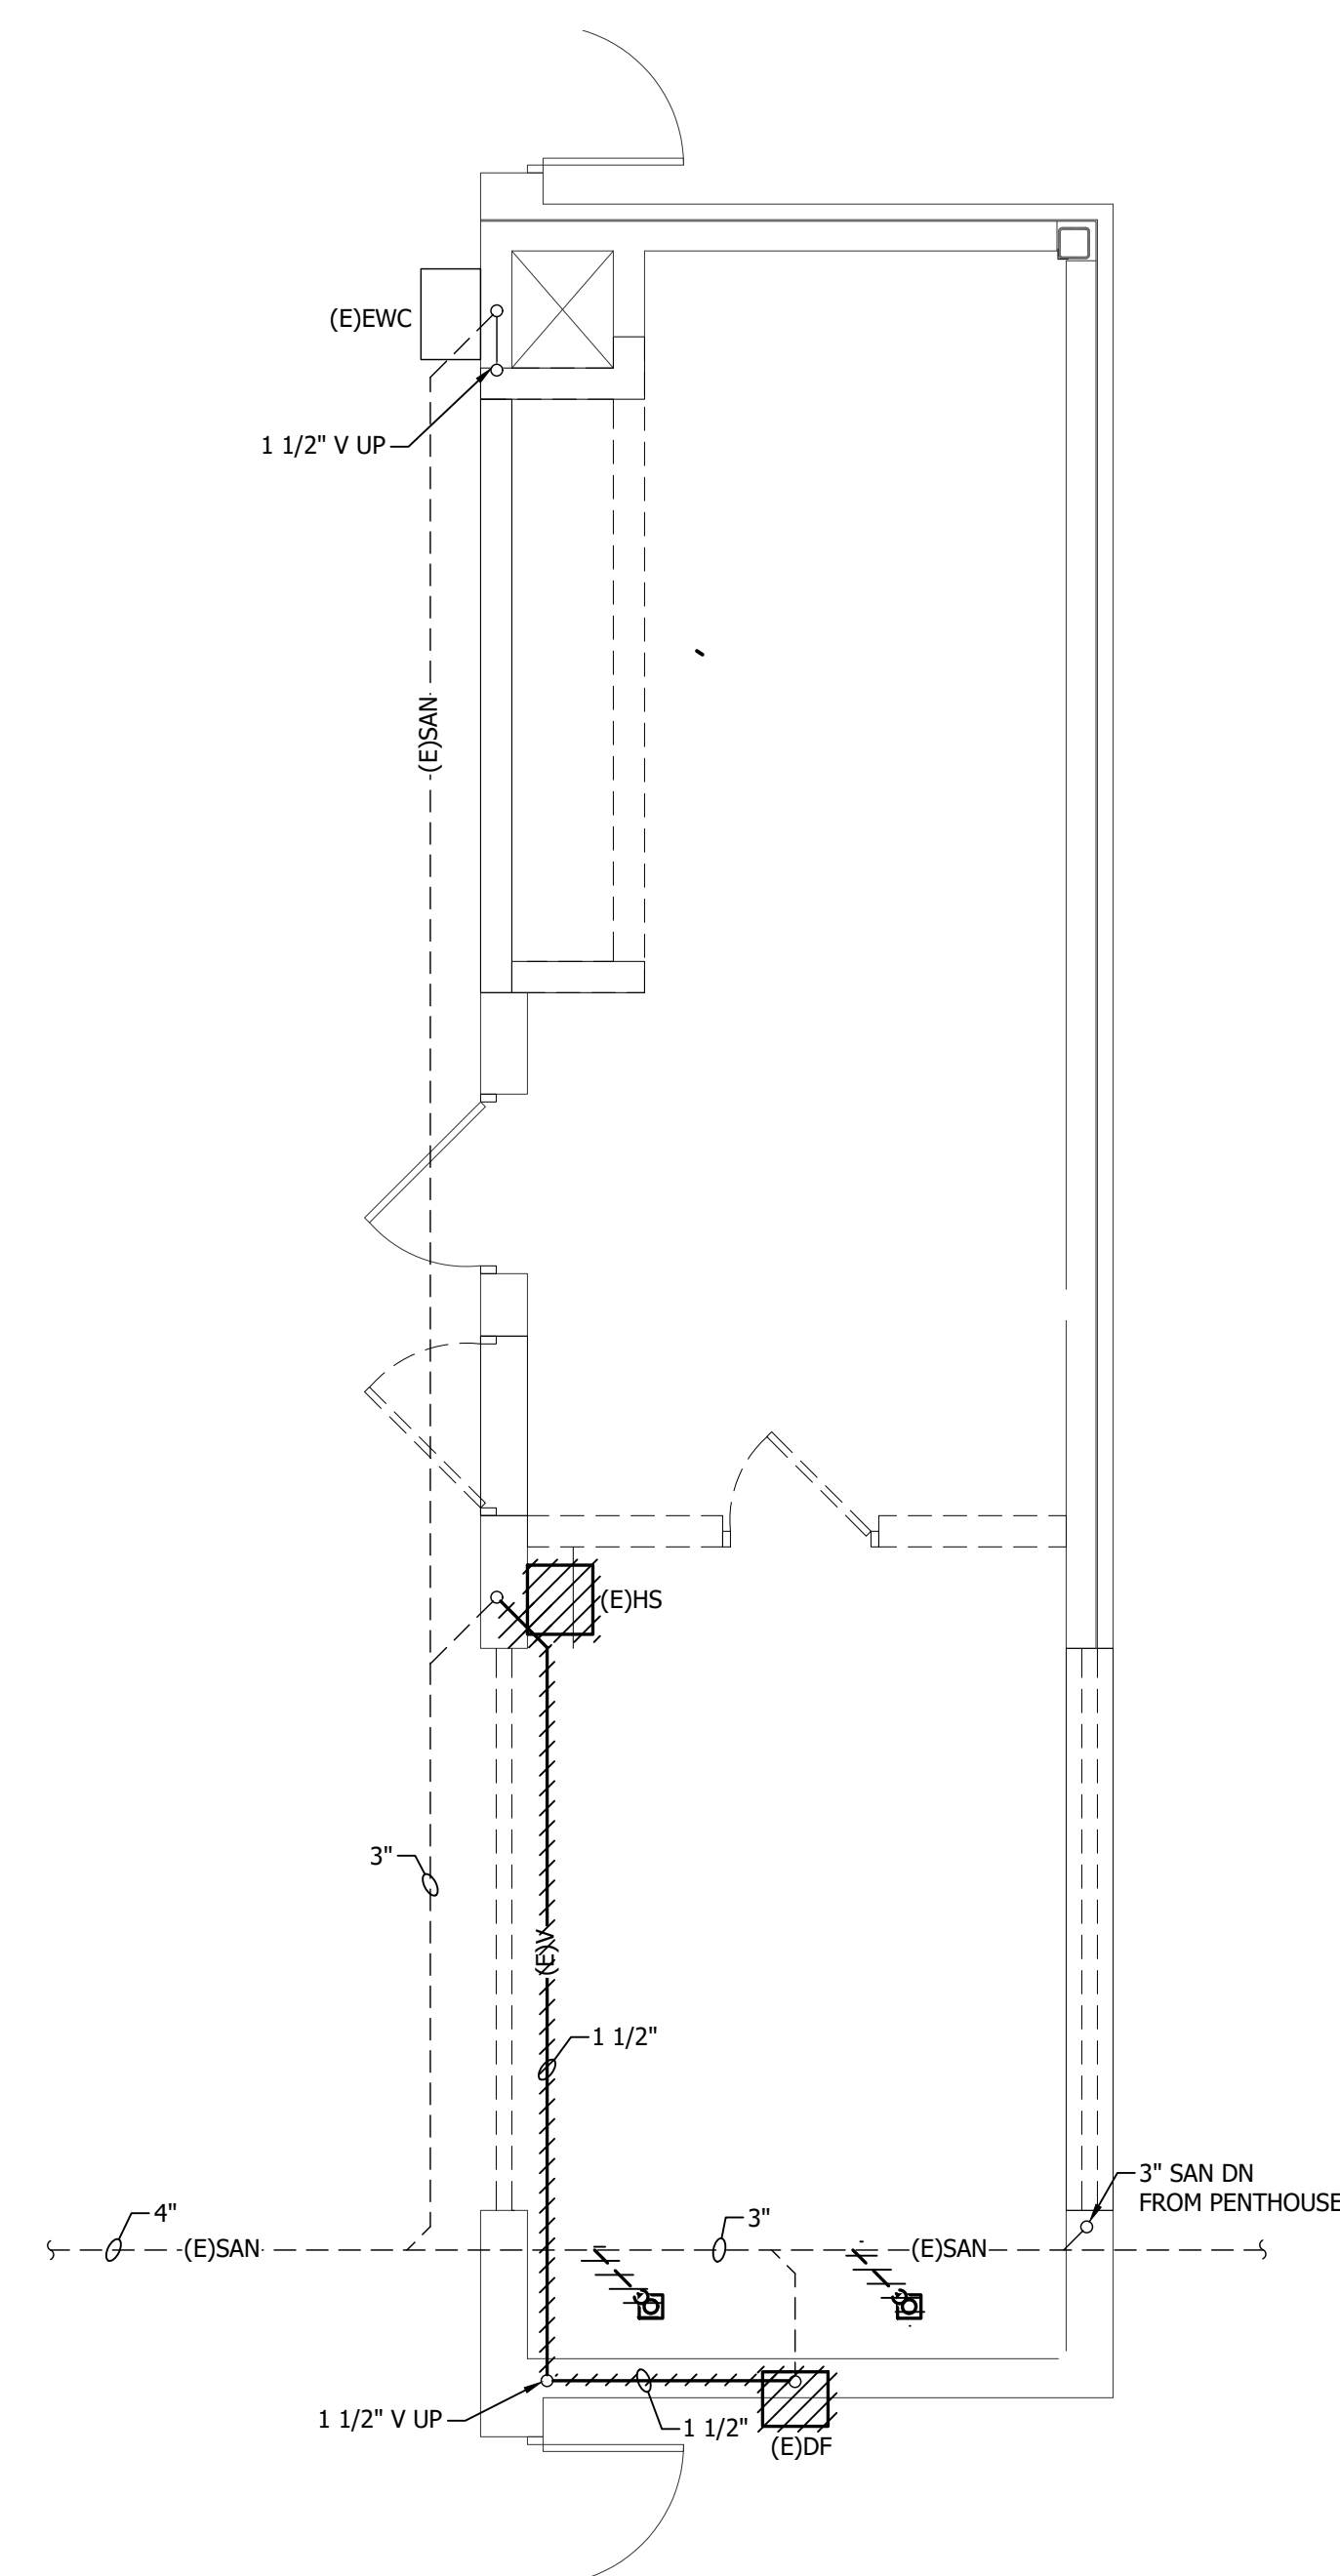 (E)EWC
1 1/2" V UP
(E)SAN
(E)HS
3"
(E)V
1 1/2"
3" SAN DN
FROM PENTHOUSE
4"
(E)SAN
3"
(E)SAN
1 1/2" V UP
1 1/2"
(E)DF